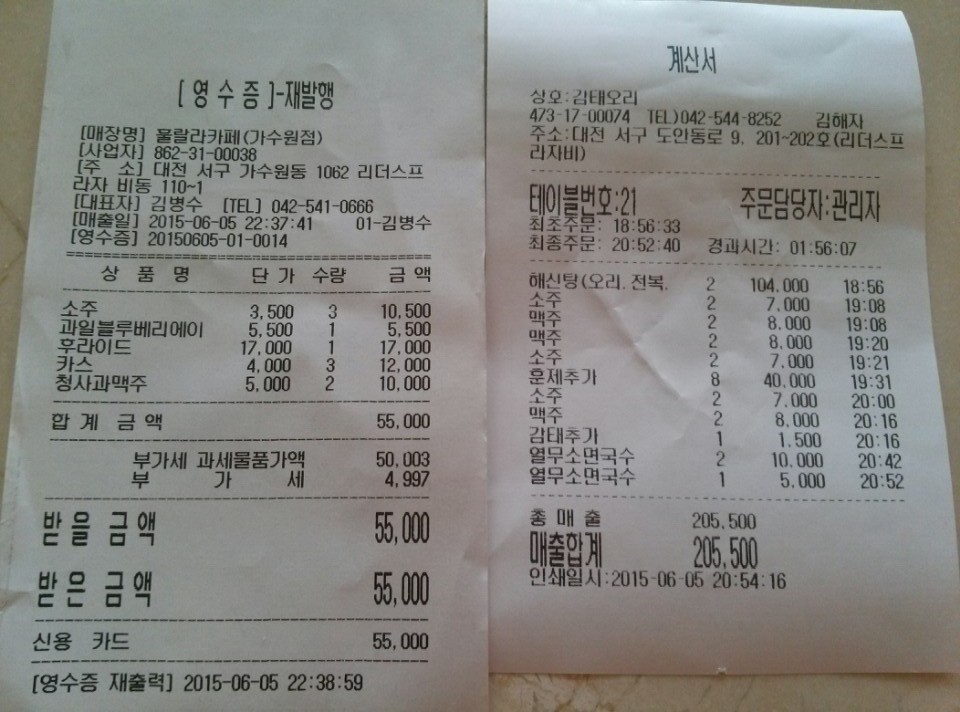 [ 영 수 증 ]-재발행
[매장명] 훌랄라카페(가수원점)
[사업자] 862-31-00038
[주 소] 대전 서구 가수원동 1062 리더스프
라자 비동 110~1
[대표자] 김병수 [TEL] 042-541-0666
[매출일] 2015-06-05 22:37:41 01-김병수
[영수증] 20150605-01-0014
상 품 명 단 가 수량 금 액
소주 3,500 3 10,500
과일블루베리에이 5,500 1 5,500
후라이드 17,000 1 17,000
카스 4,000 3 12,000
청사과맥주 5,000 2 10,000
합 계 금 액 55,000
부가세 과세물품가액 50,003
부 가 세 4,997
받을 금액 55,000
받은 금액 55,000
신용 카드 55,000
[영수증 재출력] 2015-06-05 22:38:59
계산서
상호:감태오리
473-17-00074 TEL)042-544-8252 김해자
주소:대전 서구 도안동로 9, 201~202호(리더스프
라자비)
테이블번호:21 주문담당자:관리자
최초주문: 18:56:33
최종주문: 20:52:40 경과시간: 01:56:07
해신탕(오리. 전복. 2 104,000 18:56
소주 2 7,000 19:08
맥주 2 8,000 19:08
맥주 2 8,000 19:20
소주 2 7,000 19:21
훈제추가 8 40,000 19:31
소주 2 7,000 20:00
맥주 2 8,000 20:16
감태추가 1 1,500 20:16
열무소면국수 2 10,000 20:42
열무소면국수 1 5,000 20:52
총 매 출 205,500
매출합계 205,500
인쇄일시:2015-06-05 20:54:16